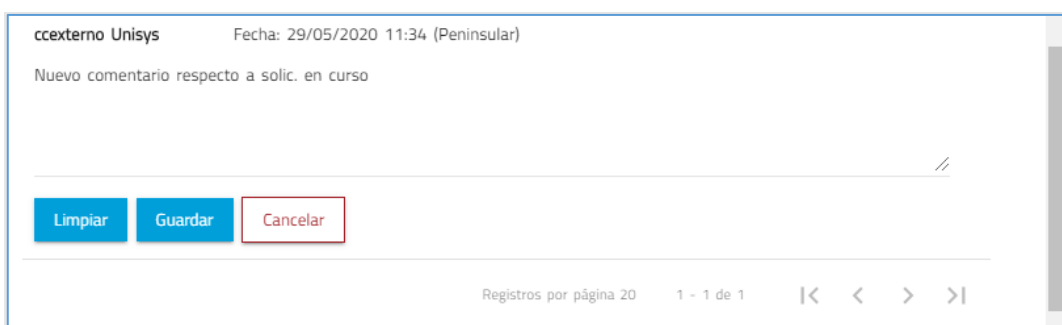 ccexterno Unisys Fecha: 29/05/2020 11:34 (Peninsular)
Nuevo comentario respecto a solic. en curso
Limpiar Guardar Cancelar
Registros por página 20 1 - 1 de 1